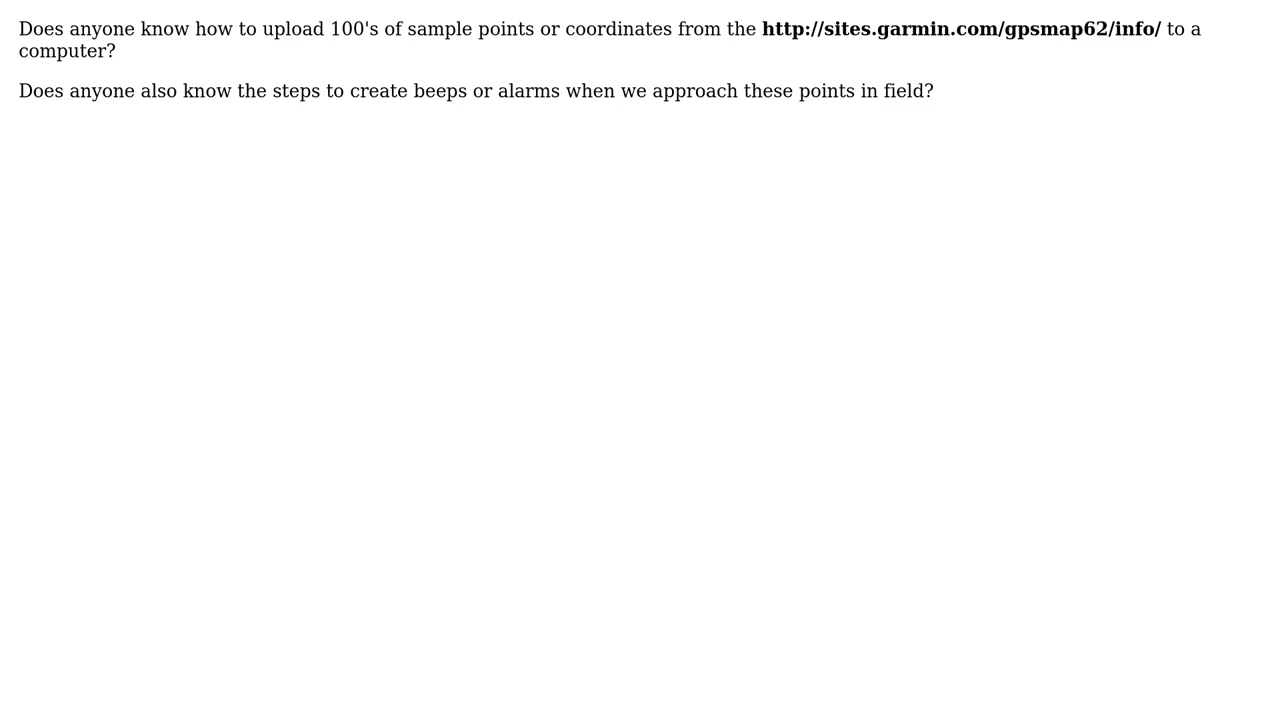 Does anyone know how to upload 100's of sample points or coordinates from the http://sites.garmin.com/gpsmap62/info/ to a
computer?
Does anyone also know the steps to create beeps or alarms when we approach these points in field?